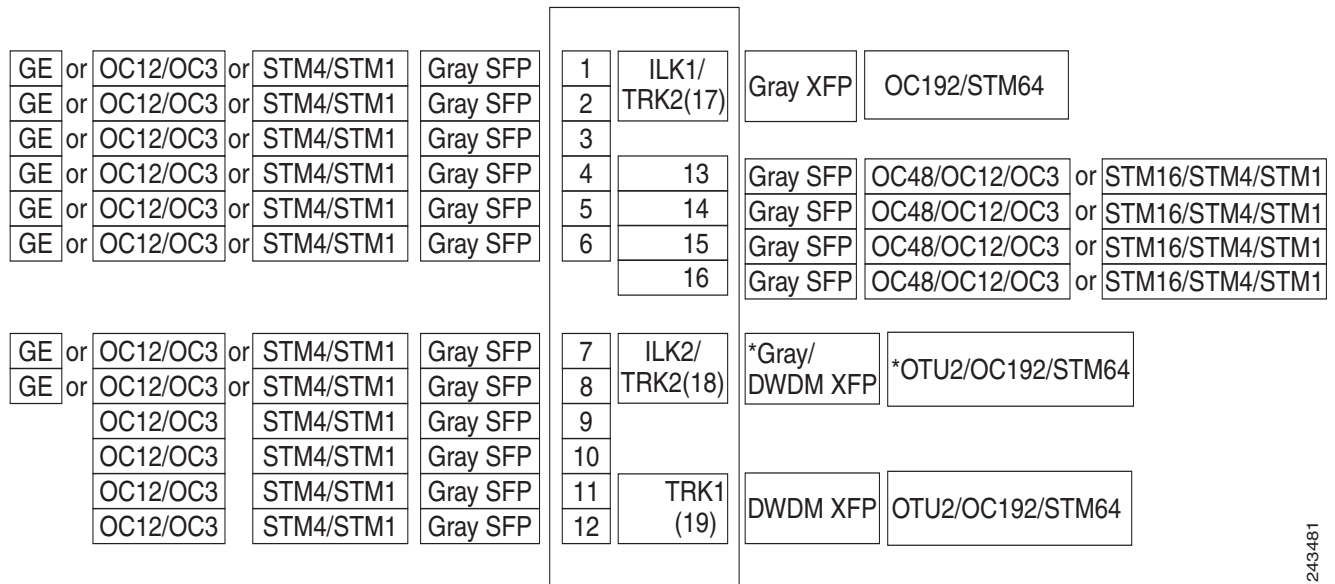 GE or OC12/OC3 or STM4/STM1 Gray SFP 1 ILK1/ TRK2(17) Gray XFP OC192/STM64
GE or OC12/OC3 or STM4/STM1 Gray SFP 2
GE or OC12/OC3 or STM4/STM1 Gray SFP 3
GE or OC12/OC3 or STM4/STM1 Gray SFP 4 13 Gray SFP OC48/OC12/OC3 or STM16/STM4/STM1
GE or OC12/OC3 or STM4/STM1 Gray SFP 5 14 Gray SFP OC48/OC12/OC3 or STM16/STM4/STM1
GE or OC12/OC3 or STM4/STM1 Gray SFP 6 15 Gray SFP OC48/OC12/OC3 or STM16/STM4/STM1
16 Gray SFP OC48/OC12/OC3 or STM16/STM4/STM1
GE or OC12/OC3 or STM4/STM1 Gray SFP 7 ILK2/ TRK2(18) *Gray/ DWDM XFP *OTU2/OC192/STM64
GE or OC12/OC3 or STM4/STM1 Gray SFP 8
OC12/OC3 STM4/STM1 Gray SFP 9
OC12/OC3 STM4/STM1 Gray SFP 10
OC12/OC3 STM4/STM1 Gray SFP 11 TRK1 (19) DWDM XFP OTU2/OC192/STM64
OC12/OC3 STM4/STM1 Gray SFP 12
243481